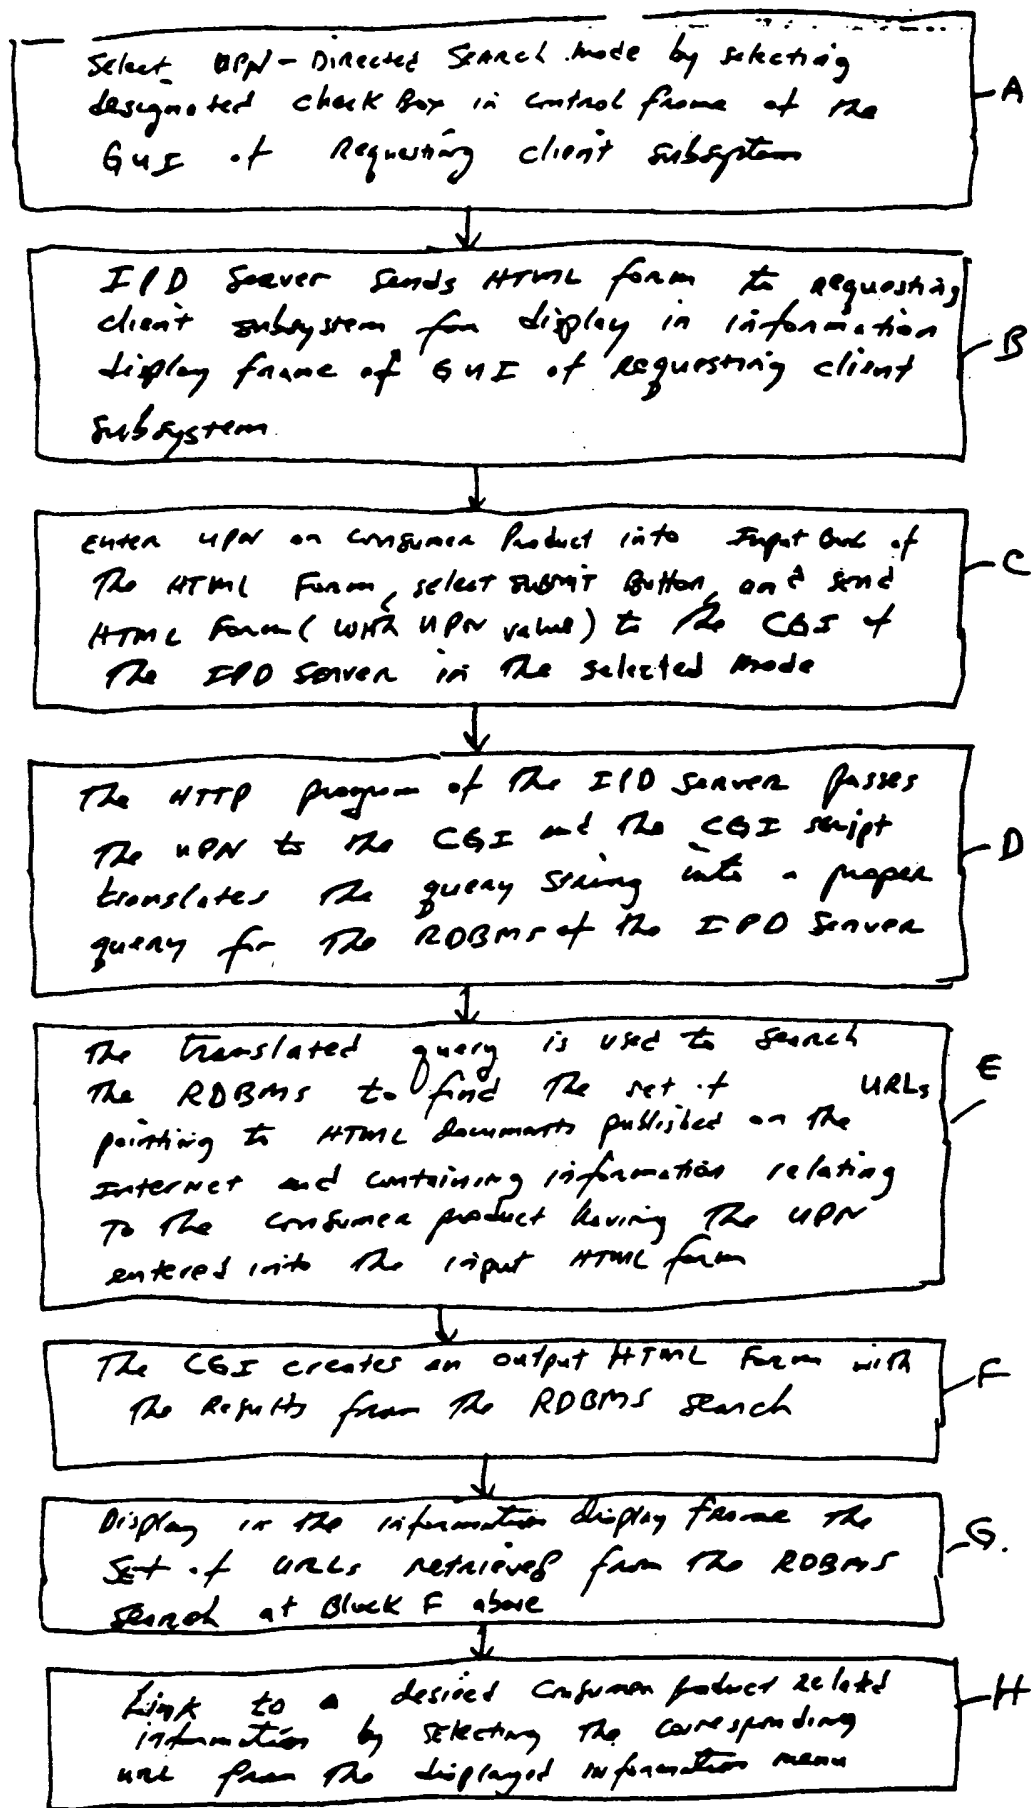 Select UPN-Directed Search mode by selecting
designated check Box in control frame of the
GUI of Requesting client subsystem
A
IPD Server sends HTML form to requesting
client subsystem for display in information
display frame of GUI of requesting client
subsystem
B
Enter UPN on consumer Product into Input Box of
The HTML Form, select submit Button, and send
HTML Form (with UPN value) to the CGI of
The IPD Server in the selected mode
C
The HTTP program of the IPD Server passes
The UPN to the CGI and the CGI script
translates the query string into a proper
query for the RDBMS of the IPD Server
D
The translated query is used to search
The RDBMS to find the set of URLs
pointing to HTML documents published on the
Internet and containing information relating
To the consumer product having the UPN
entered into the input HTML form
E
The CGI creates an output HTML Form with
The Results from the RDBMS search
F
Display in the information display frame the
Set of URLs retrieved from the RDBMS
search at Block F above
G.
Link to a desired Consumer product Related
information by selecting the corresponding
URL from the displayed information menu
H